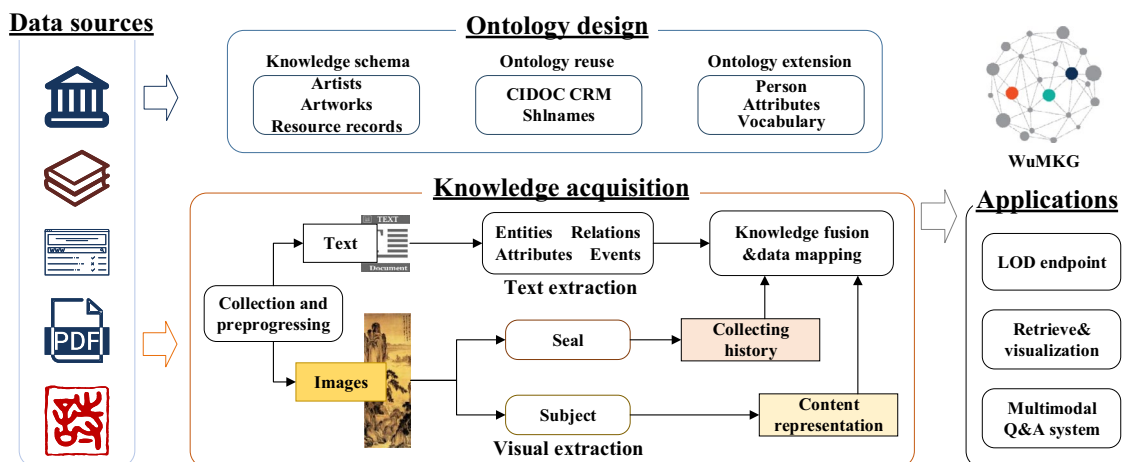 Data sources
PDF
Ontology design
Knowledge schema
Artists
Artworks
Resource records
Ontology reuse
CIDOC CRM
Shlnames
Ontology extension
Person
Attributes
Vocabulary
WuMKG
Knowledge acquisition
Collection and
preprogressing
Text
TEXT
Document
Images
Entities Relations
Attributes Events
Text extraction
Seal
Subject
Visual extraction
Collecting
history
Content
representation
Knowledge fusion
&data mapping
Applications
LOD endpoint
Retrieve&
visualization
Multimodal
Q&A system